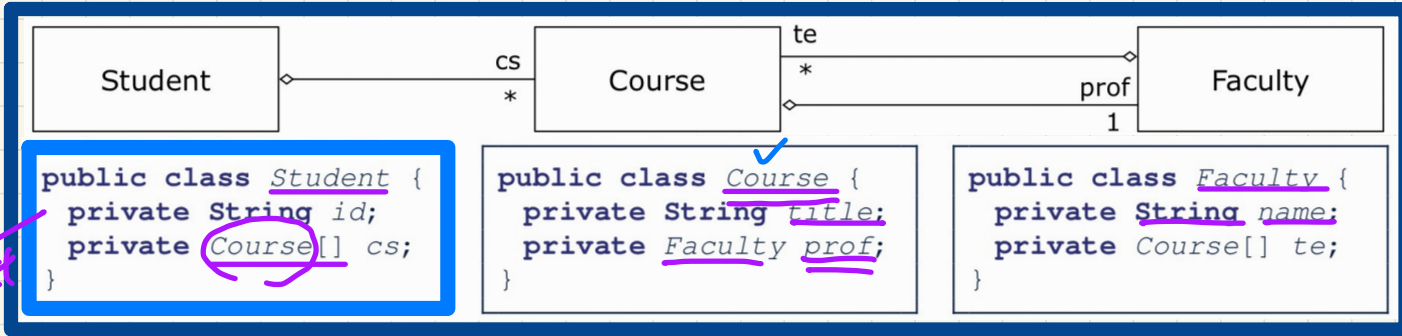 te
cs
Student
Course
Faculty
*
*
prof
1
public class Student {
private String id;
private Course[] cs;
}
public class Course {
private String title;
private Faculty prof;
}
public class Faculty {
private String name;
private Course[] te;
}